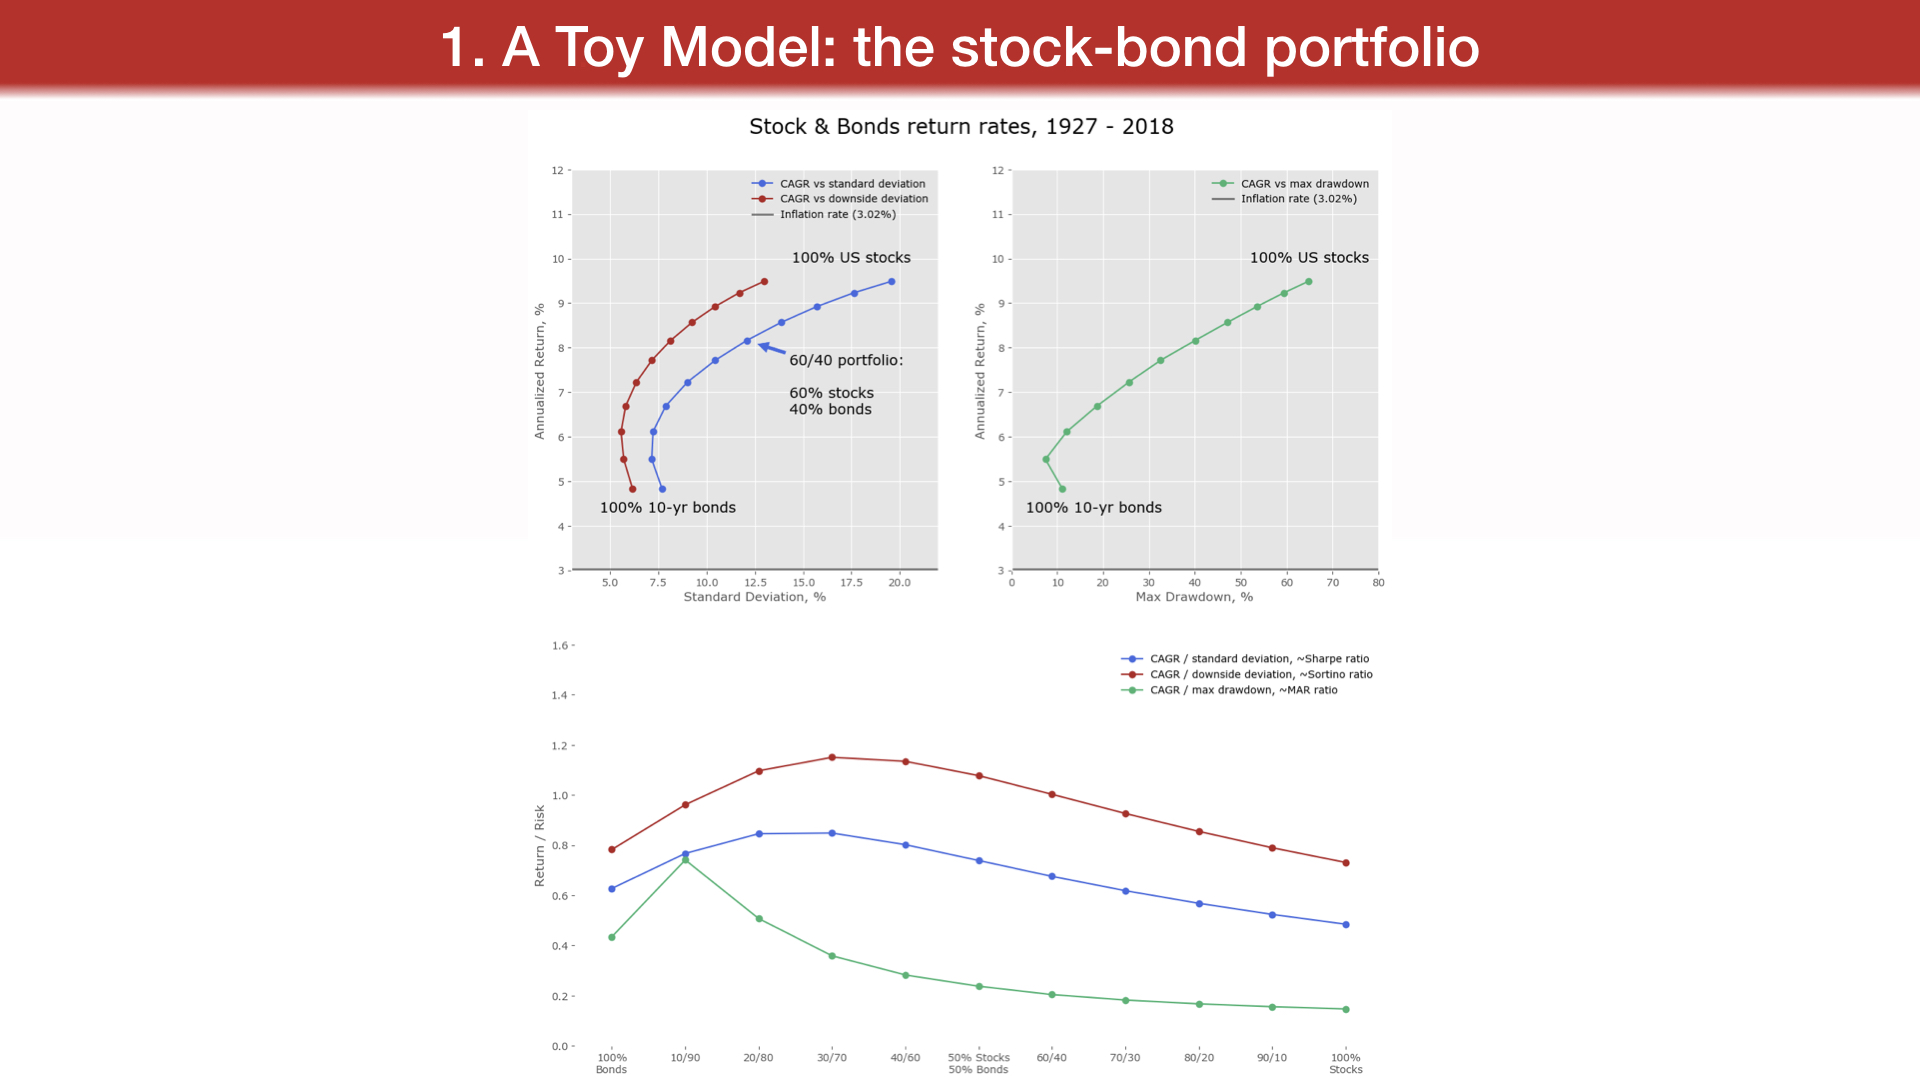 1. A Toy Model: the stock-bond portfolio
Stock & Bonds return rates, 1927 - 2018
12
11
10
9
8
7
6
5
4
3
Annualized Return, %
CAGR vs standard deviation
CAGR vs downside deviation
Inflation rate (3.02%)
100% US stocks
60/40 portfolio:
60% stocks
40% bonds
100% 10-yr bonds
5.0 7.5 10.0 12.5 15.0 17.5 20.0
Standard Deviation, %
12
11
10
9
8
7
6
5
4
3
Annualized Return, %
CAGR vs max drawdown
Inflation rate (3.02%)
100% US stocks
100% 10-yr bonds
0 10 20 30 40 50 60 70 80
Max Drawdown, %
1.6
1.4
1.2
1.0
0.8
0.6
0.4
0.2
0.0
Return / Risk
CAGR / standard deviation, ~Sharpe ratio
CAGR / downside deviation, ~Sortino ratio
CAGR / max drawdown, ~MAR ratio
100% 10/90 20/80 30/70 40/60 50% Stocks 60/40 70/30 80/20 90/10 100%
Bonds 50% Bonds Stocks